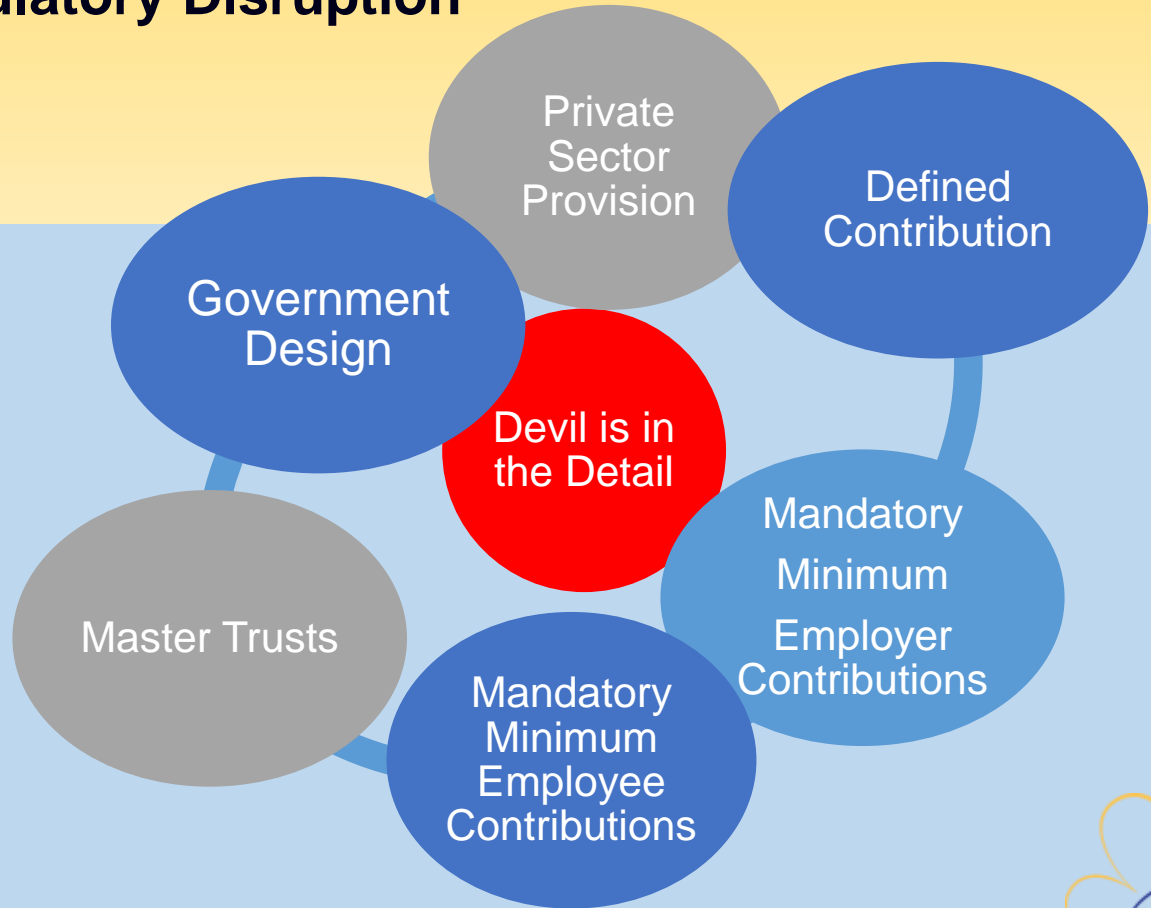 Disruption
Private
Sector
Provision
Defined
Contribution
Government
Design
Devil is in
the Detail
Mandatory
Minimum
Employer
Contributions
Master Trusts
Mandatory
Minimum
Employee
Contributions